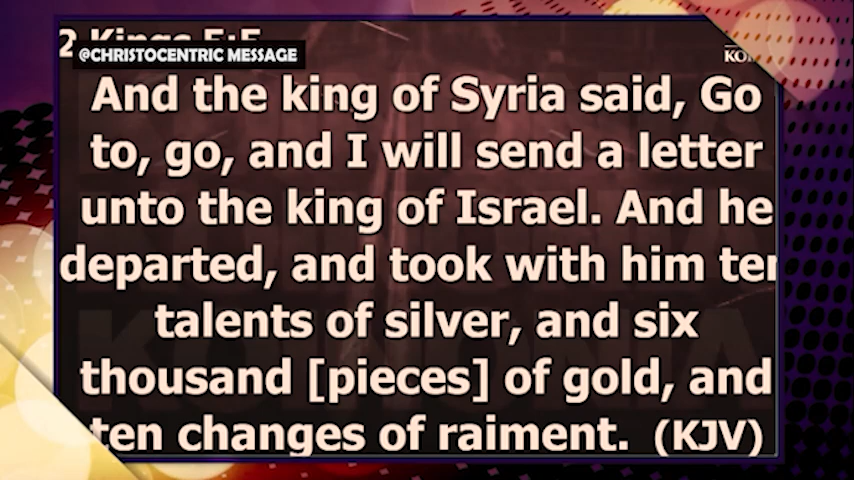 2 Kings 5:5
@CHRISTOCENTRIC MESSAGE
And the king of Syria said, Go
to, go, and I will send a letter
unto the king of Israel. And he
departed, and took with him ten
talents of silver, and six
thousand [pieces] of gold, and
ten changes of raiment. (KJV)